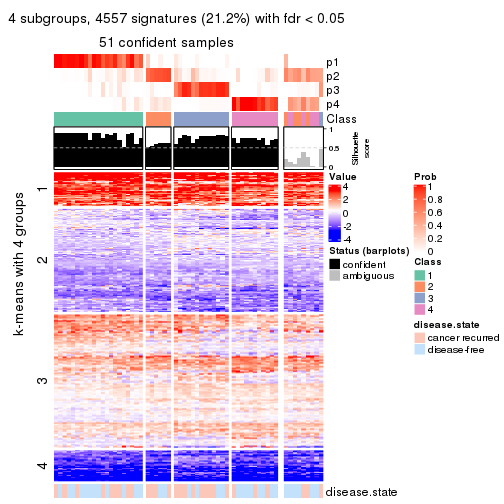 4 subgroups, 4557 signatures (21.2%) with fdr < 0.05
51 confident samples
p1
p2
p3
p4
Class
1
0.5
0
Silhouette
score
k-means with 4 groups
1
2
3
4
disease.state
Value
4
2
0
-2
-4
Status (barplots)
confident
ambiguous
Prob
1
0.8
0.6
0.4
0.2
0
Class
1
2
3
4
disease.state
cancer recurred
disease-free